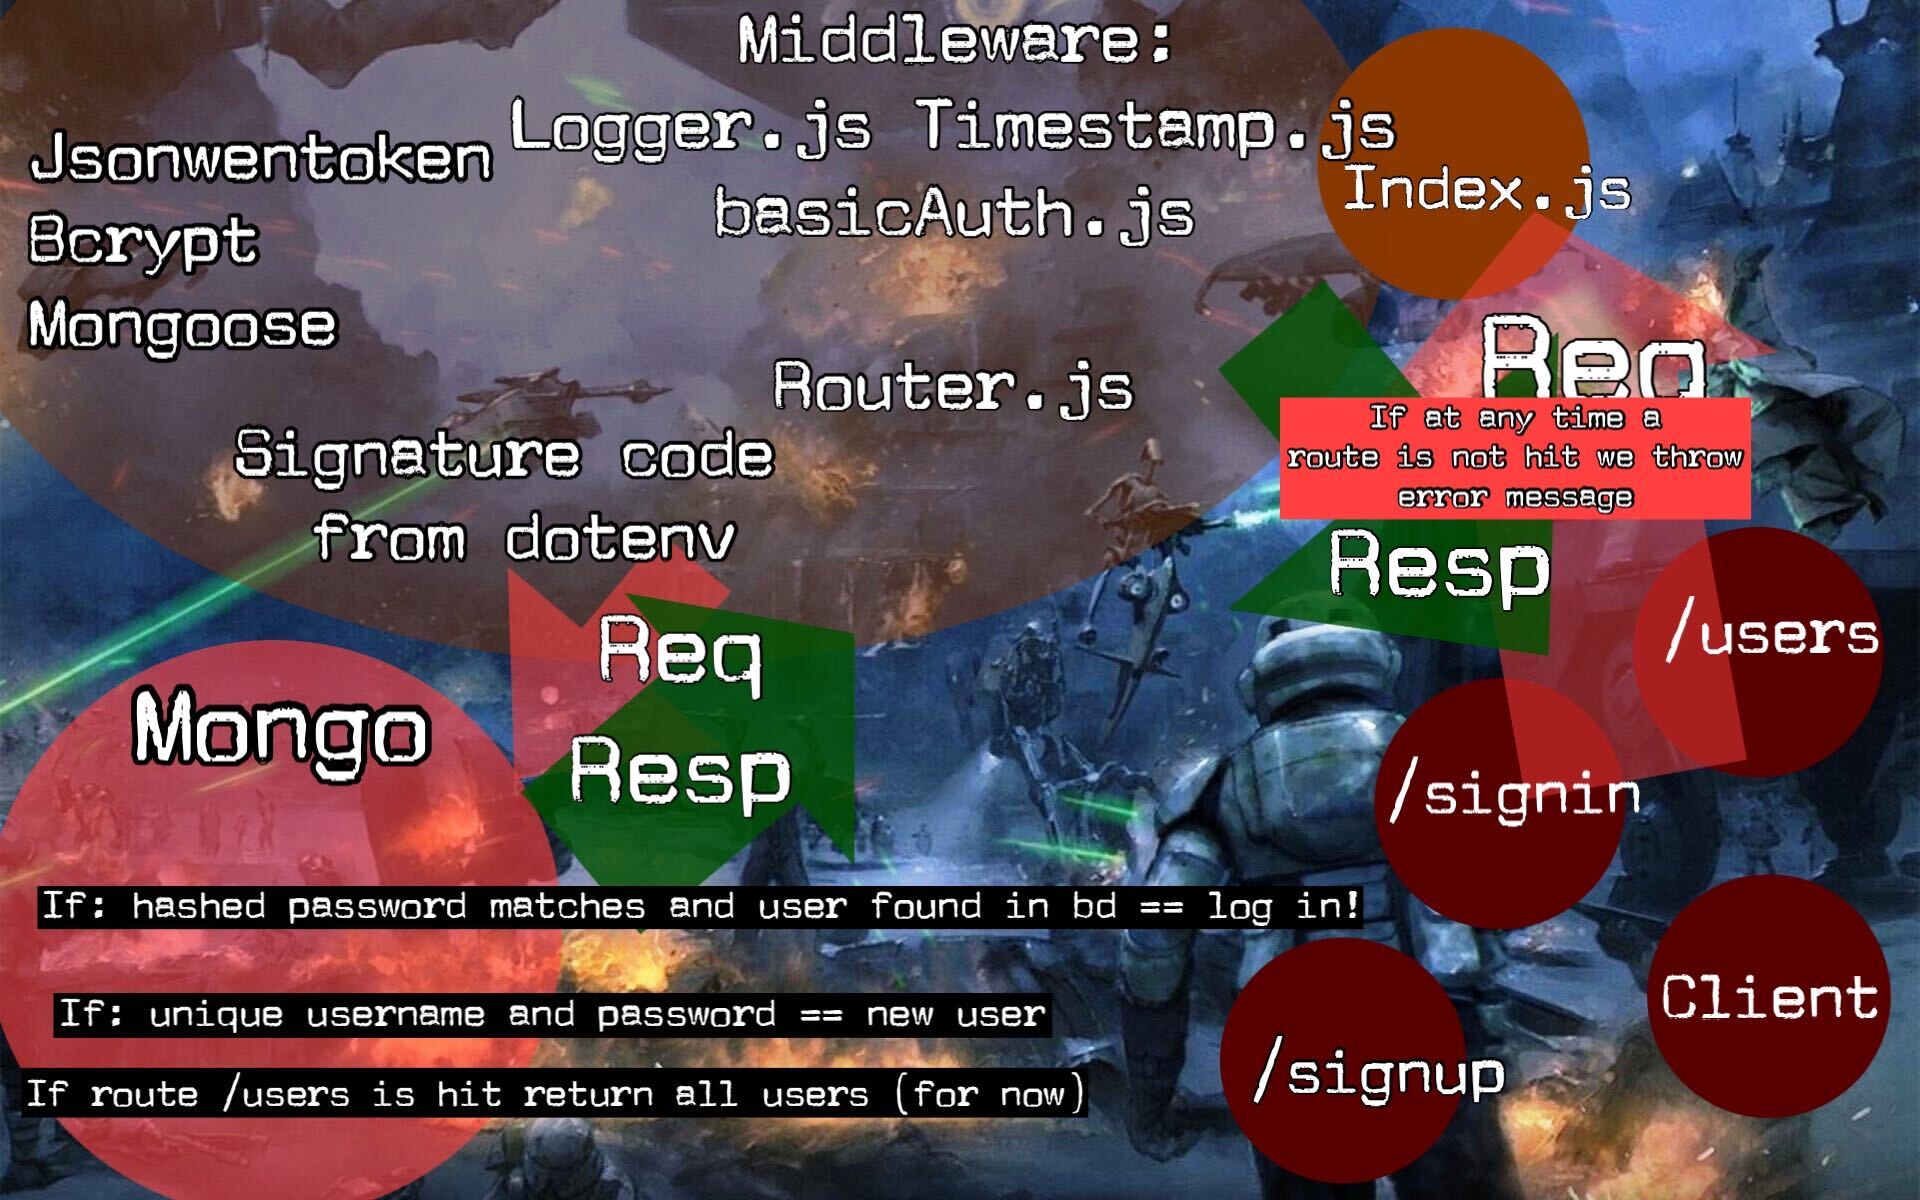 Middleware:
Logger.js Timestamp.js
basicAuth.js
Jsonwentoken
Bcrypt
Mongoose
Index.js
Router.js
Signature code
from dotenv
Req
If at any time a
route is not hit we throw
error message
Resp
Req
Resp
Mongo
/users
/signin
/signup
Client
If: hashed password matches and user found in bd == log in!
If: unique username and password == new user
If route /users is hit return all users (for now)